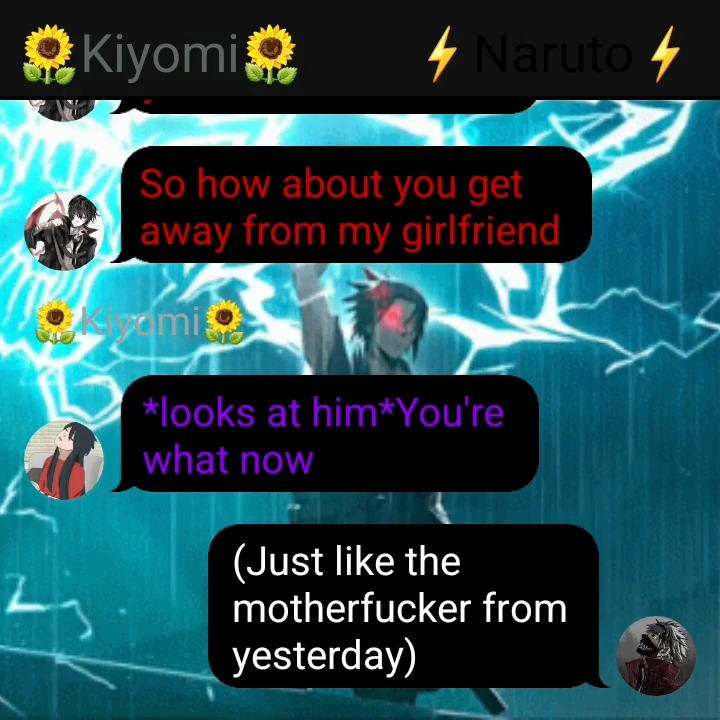 🌻Kiyomi🌻 ⚡ Naruto ⚡
So how about you get
away from my girlfriend
🌻Kiyomi🌻
*looks at him*You're
what now
(Just like the
motherfucker from
yesterday)